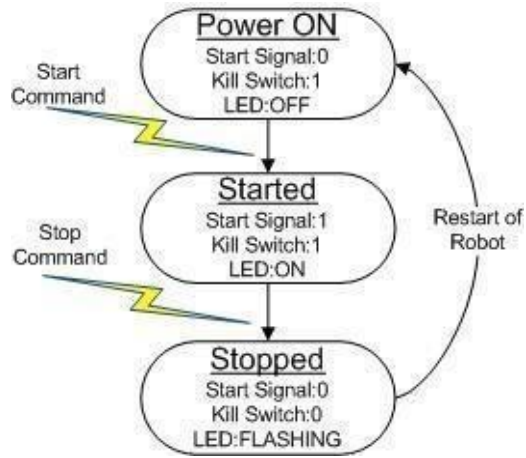 Power ON
Start Signal:0
Kill Switch:1
LED:OFF
Start
Command
Started
Start Signal:1
Kill Switch:1
LED:ON
Restart of
Robot
Stop
Command
Stopped
Start Signal:0
Kill Switch:0
LED:FLASHING